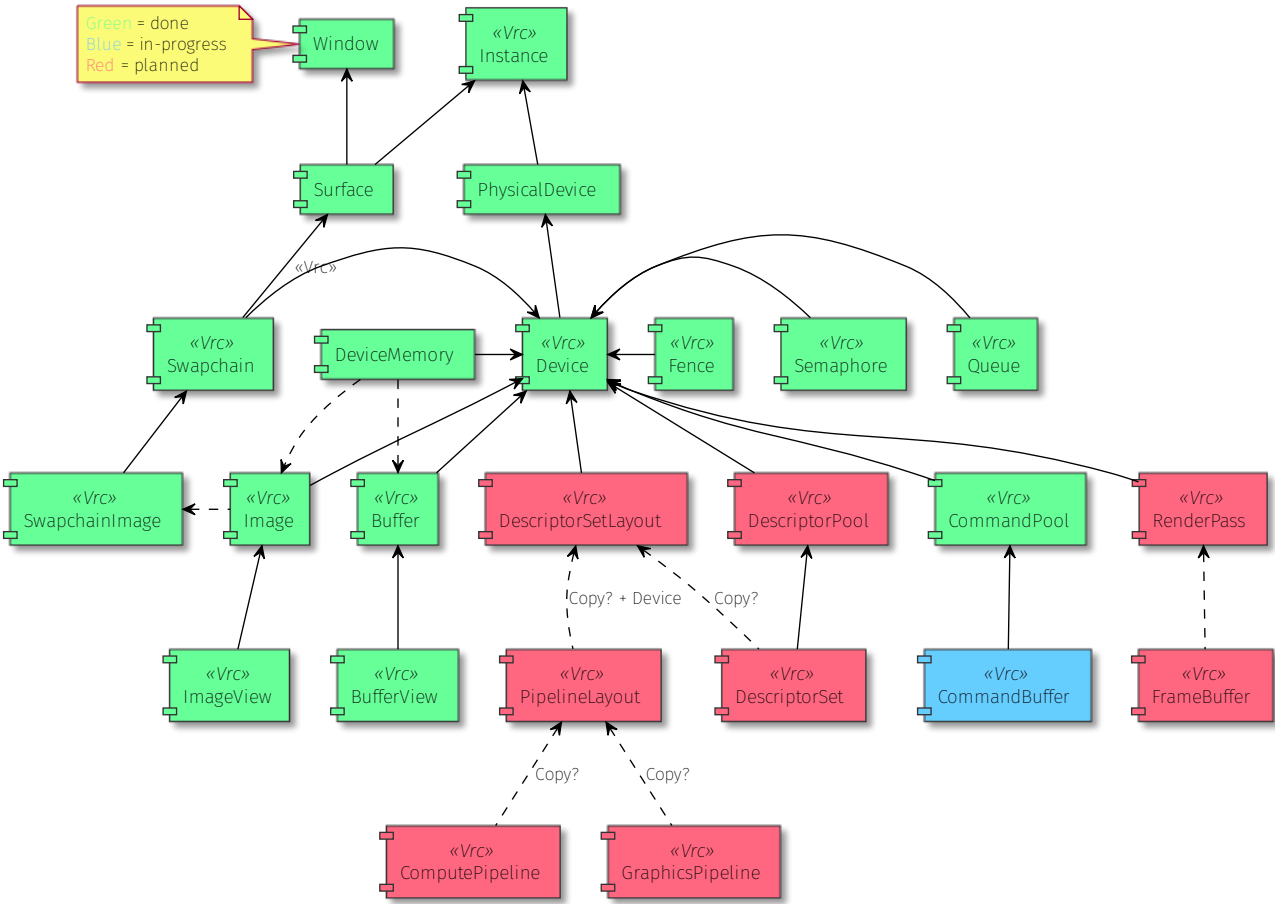 Green = done
Blue = in-progress
Red = planned
Window
«Vrc»
Instance
Surface
PhysicalDevice
«Vrc»
«Vrc»
Swapchain
DeviceMemory
«Vrc»
Device
«Vrc»
Fence
«Vrc»
Semaphore
«Vrc»
Queue
«Vrc»
SwapchainImage
«Vrc»
Image
«Vrc»
Buffer
«Vrc»
DescriptorSetLayout
«Vrc»
DescriptorPool
«Vrc»
CommandPool
«Vrc»
RenderPass
Copy? + Device
Copy?
«Vrc»
ImageView
«Vrc»
BufferView
«Vrc»
PipelineLayout
«Vrc»
DescriptorSet
«Vrc»
CommandBuffer
«Vrc»
FrameBuffer
Copy?
Copy?
«Vrc»
ComputePipeline
«Vrc»
GraphicsPipeline